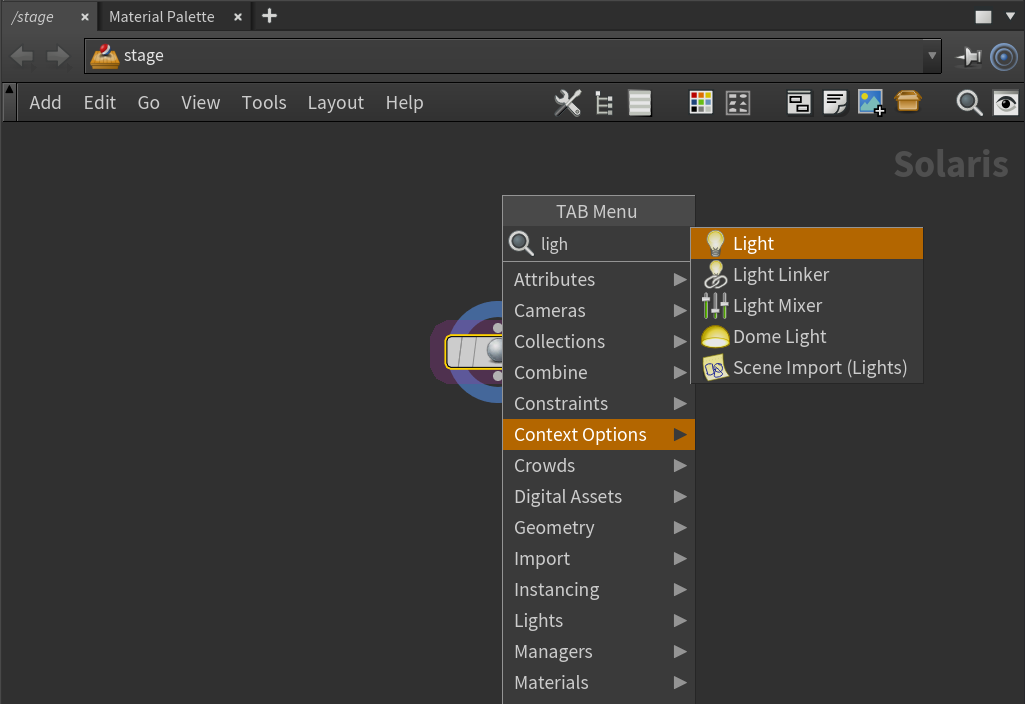 /stage × Material Palette × +
stage
Add Edit Go View Tools Layout Help
Solaris
TAB Menu
ligh
Light
Light Linker
Light Mixer
Dome Light
Scene Import (Lights)
Attributes
Cameras
Collections
Combine
Constraints
Context Options
Crowds
Digital Assets
Geometry
Import
Instancing
Lights
Managers
Materials